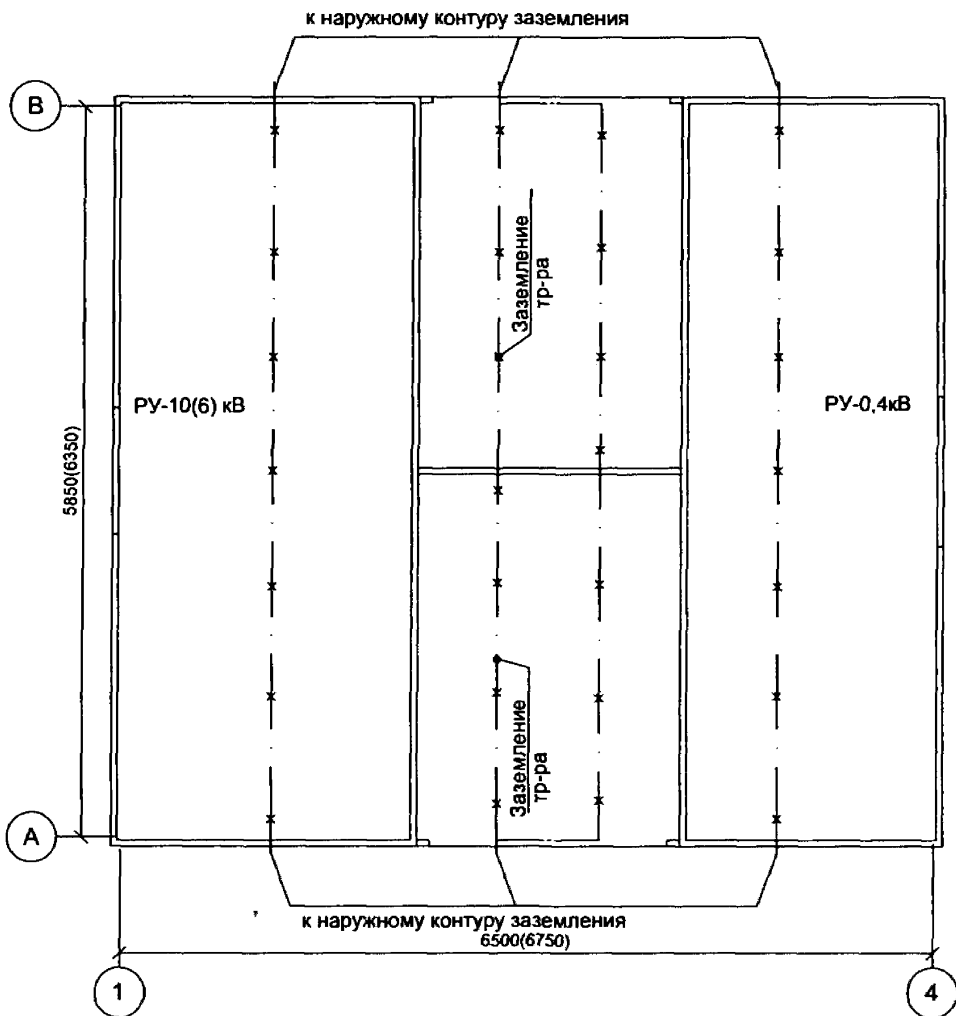 к наружному контуру заземления
В
Заземление
тр-ра
РУ-10(6) кВ
РУ-0,4кВ
5850(6350)
Заземление
тр-ра
А
к наружному контуру заземления
6500(6750)
1
4